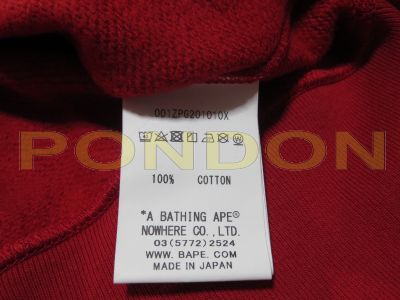 001ZPG201010X
PONDON
100% COTTON
*A BATHING APE®
NOWHERE CO.,LTD.
03(5772)2524
WWW.BAPE.COM
MADE IN JAPAN